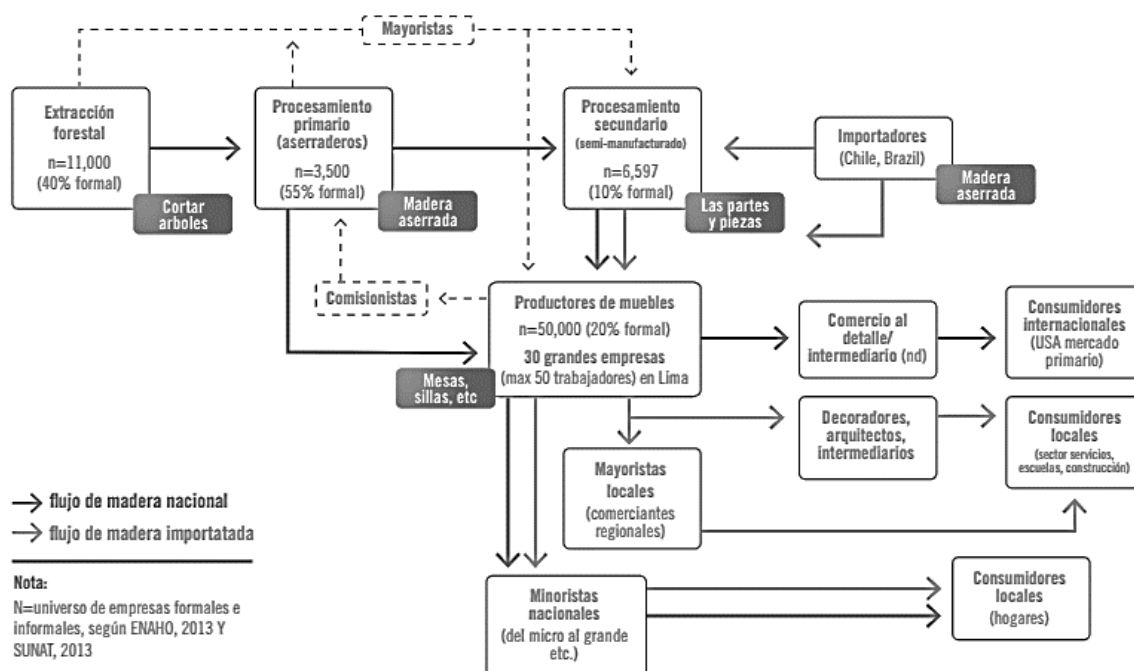 Mayoristas
Extracción
forestal
n=11,000
(40% formal)
Cortar
arboles
Procesamiento
primario
(aserraderos)
n=3,500
(55% formal)
Madera
aserrada
Procesamiento
secundario
(semi-manufacturado)
n=6,597
(10% formal)
Las partes
y piezas
Importadores
(Chile, Brazil)
Madera
aserrada
Comisionistas
Productores de muebles
n=50,000 (20% formal)
30 grandes empresas
(max 50 trabajadores) en Lima
Mesas,
sillas, etc
Comercio al
detalle/
intermediario (nd)
Consumidores
internacionales
(USA mercado
primario)
Decoradores,
arquitectos,
intermediarios
Consumidores
locales
(sector servicios,
escuelas, construcción)
Mayoristas
locales
(comerciantes
regionales)
flujo de madera nacional
flujo de madera importatada
Nota:
N=universo de empresas formales e
informales, según ENAHO, 2013 Y
SUNAT, 2013
Minoristas
nacionales
(del micro al grande
etc.)
Consumidores
locales
(hogares)